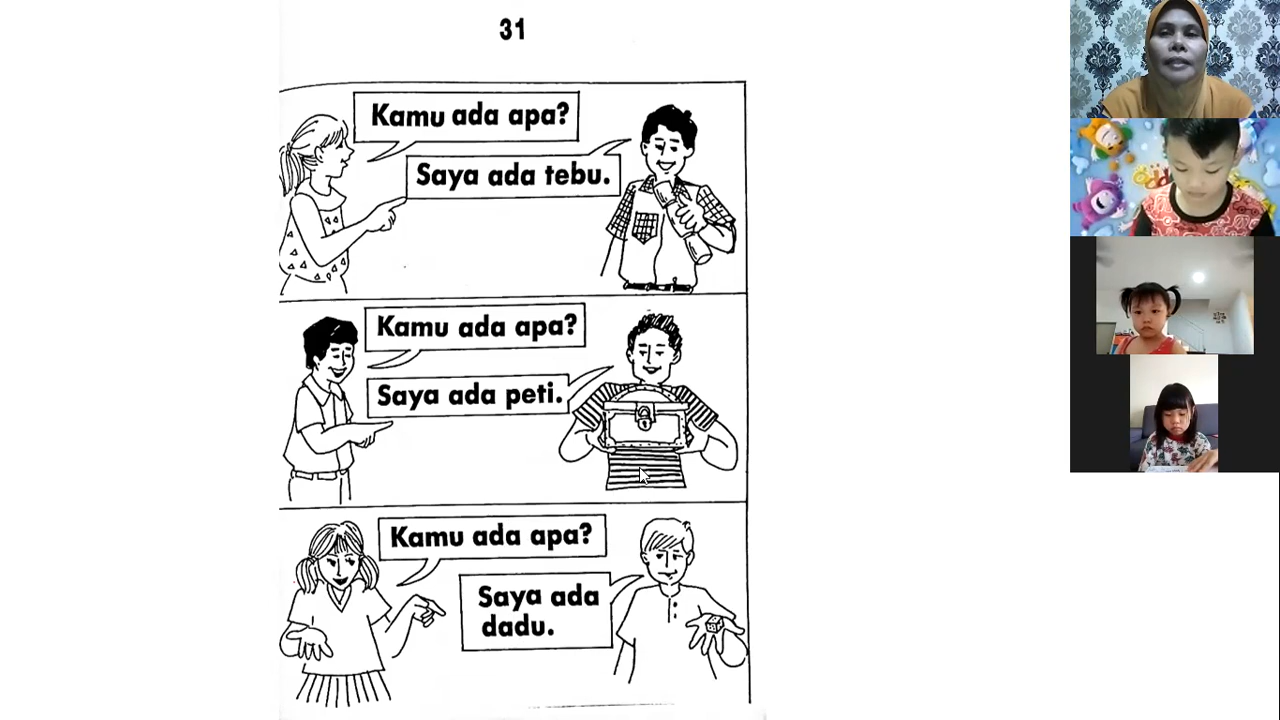 31
Kamu ada apa?
Saya ada tebu.
Kamu ada apa?
Saya ada peti.
Kamu ada apa?
Saya ada
dadu.